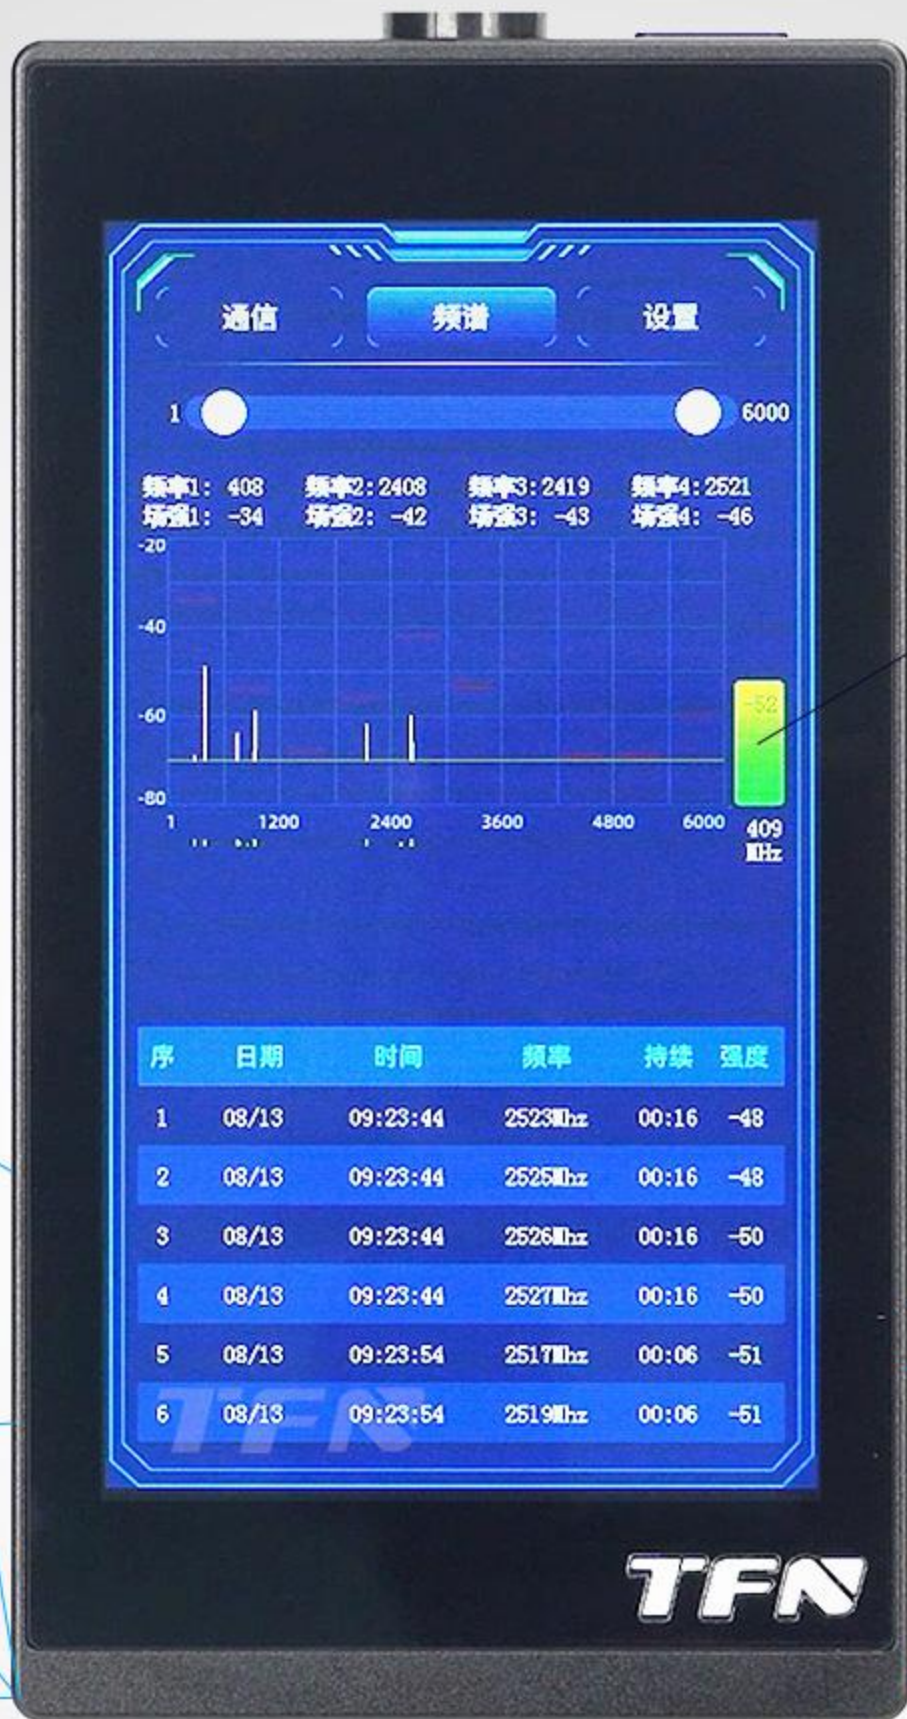 通信 频谱 设置
1 6000
频率1: 408 频率2:2408 频率3:2419 频率4:2521
场强1: -34 场强2: -42 场强3: -43 场强4: -46
-20
-40
-60
-52
-80
1 1200 2400 3600 4800 6000 409
MHz
序 日期 时间 频率 持续 强度
1 08/13 09:23:44 2523Mhz 00:16 -48
2 08/13 09:23:44 2525Mhz 00:16 -48
3 08/13 09:23:44 2526Mhz 00:16 -50
4 08/13 09:23:44 2527Mhz 00:16 -50
5 08/13 09:23:54 2517Mhz 00:06 -51
6 08/13 09:23:54 2519Mhz 00:06 -51
TFN
TFN